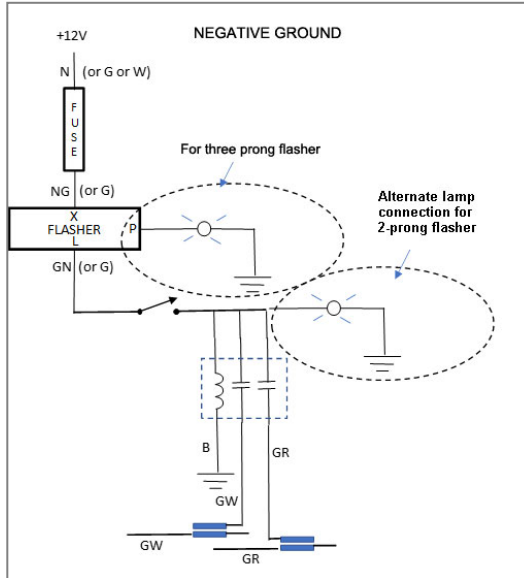 NEGATIVE GROUND
+12V
N (or G or W)
FUSE
For three prong flasher
NG (or G)
X
FLASHER P
L
Alternate lamp
connection for
2-prong flasher
GN (or G)
B
GR
GW
GW
GR